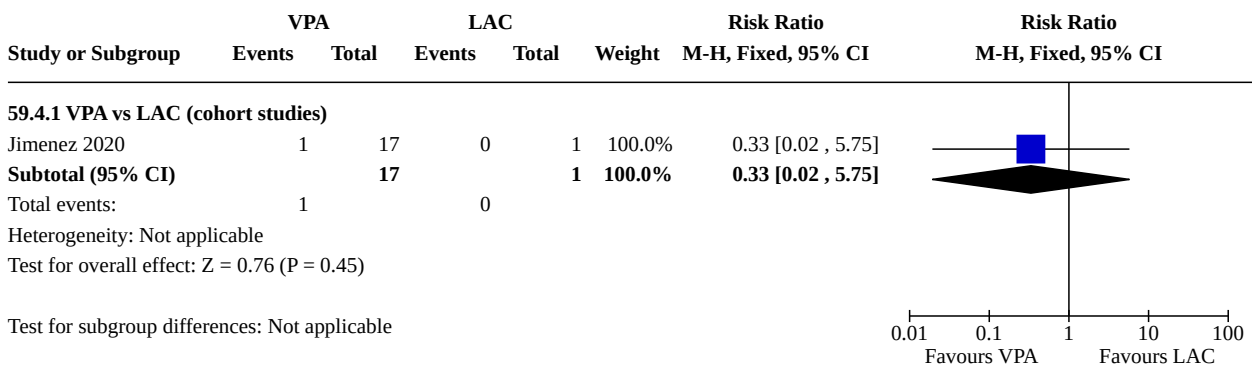 VPA LAC Risk Ratio Risk Ratio
Study or Subgroup Events Total Events Total Weight M-H, Fixed, 95% CI M-H, Fixed, 95% CI
59.4.1 VPA vs LAC (cohort studies)
Jimenez 2020 1 17 0 1 100.0% 0.33 [0.02 , 5.75]
Subtotal (95% CI) 17 1 100.0% 0.33 [0.02 , 5.75]
Total events: 1 0
Heterogeneity: Not applicable
Test for overall effect: Z = 0.76 (P = 0.45)
Test for subgroup differences: Not applicable
0.01 0.1 1 10 100
Favours VPA Favours LAC